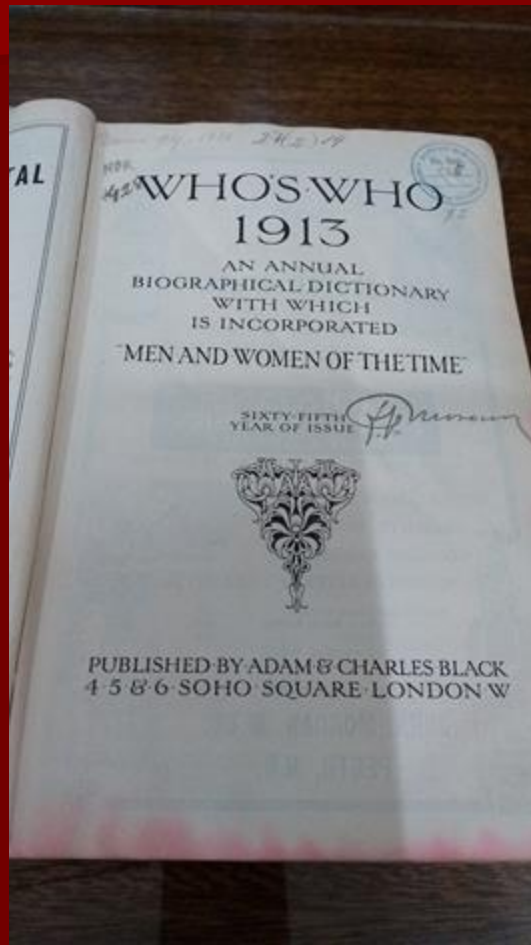 TAL
WHO'S WHO
1913
AN ANNUAL
BIOGRAPHICAL DICTIONARY
WITH WHICH
IS INCORPORATED
"MEN AND WOMEN OF THE TIME"
SIXTY-FIFTH
YEAR OF ISSUE
PUBLISHED·BY·ADAM & CHARLES BLACK
4·5·&·6·SOHO·SQUARE·LONDON W